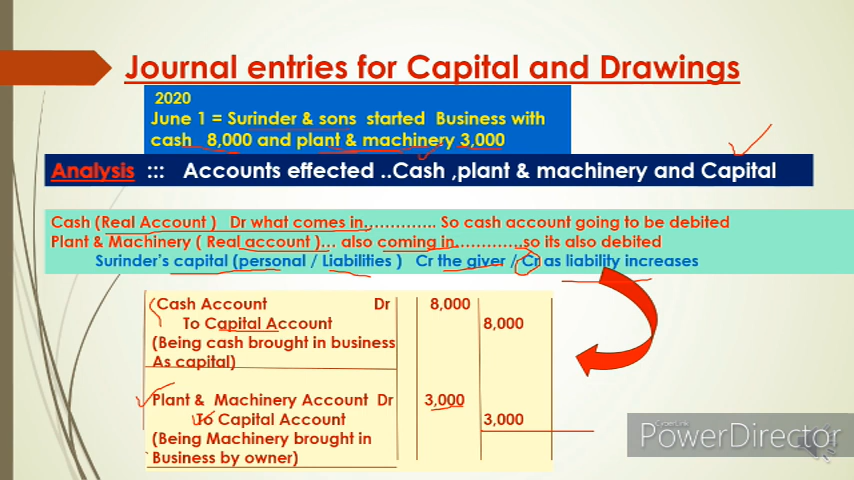 Journal entries for Capital and Drawings
2020
June 1 = Surinder & sons started Business with
cash 8,000 and plant & machinery 3,000
Analysis ::: Accounts effected ..Cash ,plant & machinery and Capital
Cash (Real Account ) Dr what comes in…………. So cash account going to be debited
Plant & Machinery ( Real account )… also coming in…………so its also debited
Surinder's capital (personal / Liabilities ) Cr the giver / Cr as liability increases
Cash Account Dr 8,000
To Capital Account 8,000
(Being cash brought in business
As capital)
Plant & Machinery Account Dr 3,000
To Capital Account 3,000
(Being Machinery brought in
Business by owner)
CyberLink
PowerDirector